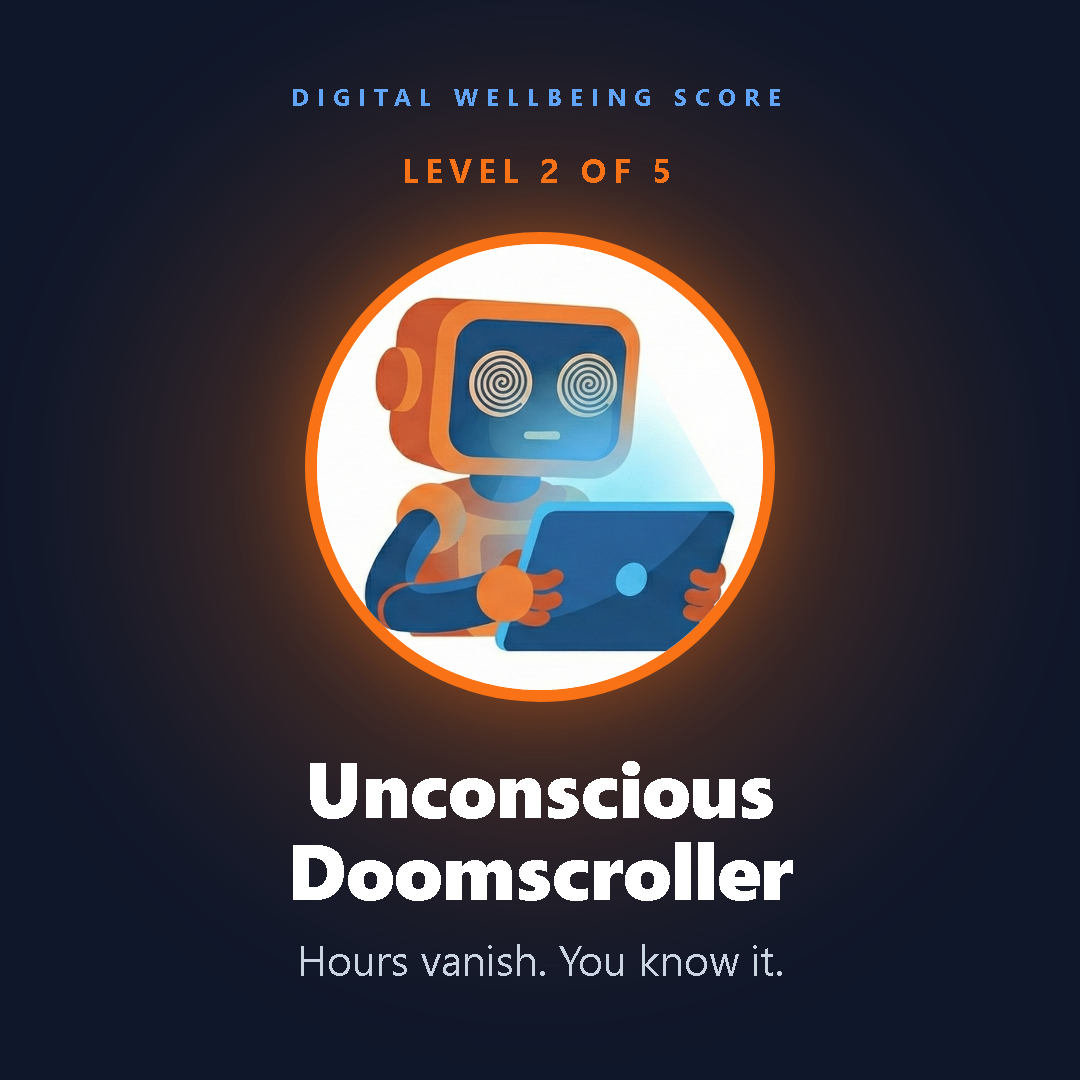 DIGITAL WELLBEING SCORE
LEVEL 2 OF 5
Unconscious
Doomscroller
Hours vanish. You know it.